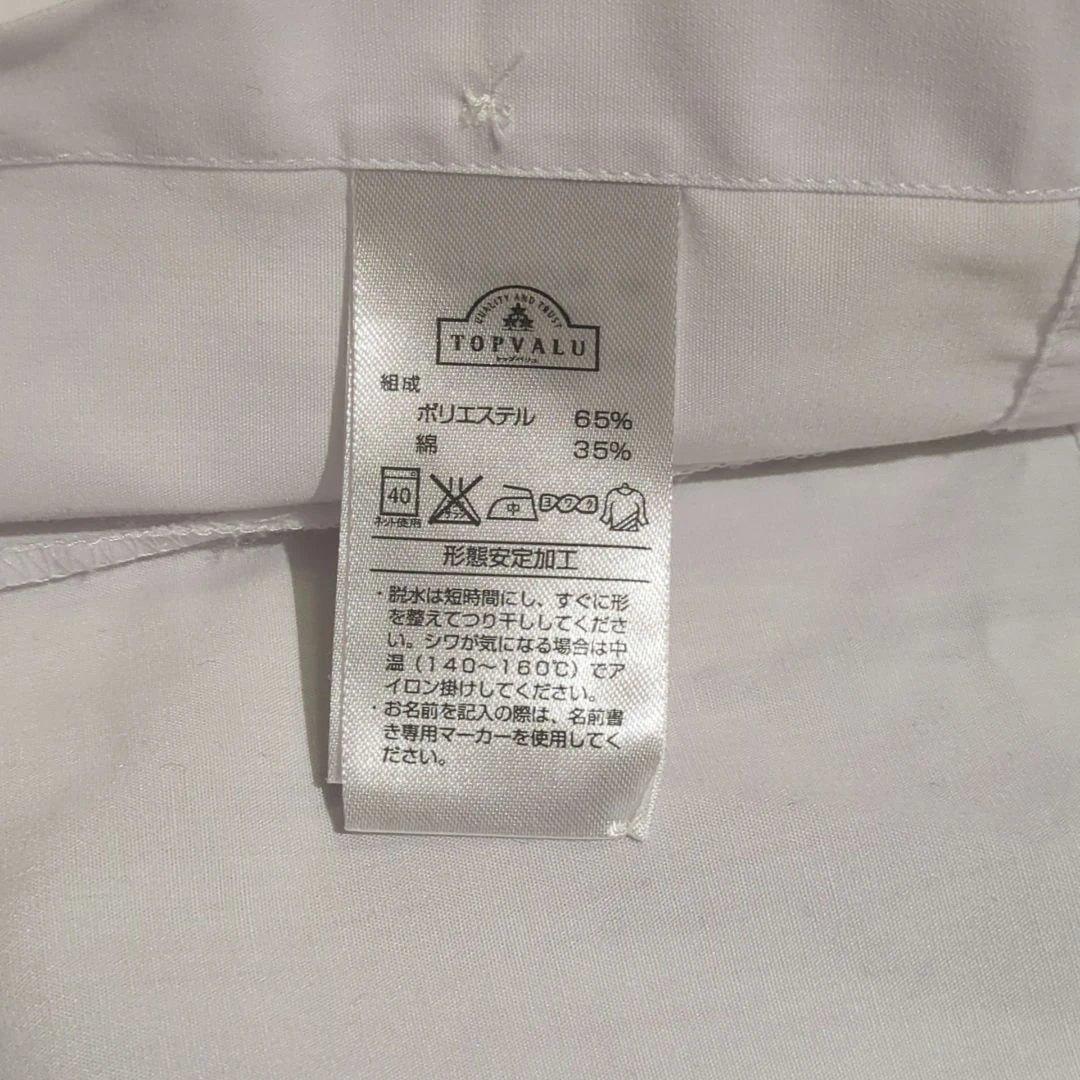 QUALITY AND TRUST
TOPVALU
トップバリュ
組成
ポリエステル 65%
綿 35%
40
中
ヨワク
ネット使用
形態安定加工
・脱水は短時間にし、すぐに形
を整えてつり干ししてくださ
い。シワが気になる場合は中
温（140～160℃）でア
イロン掛けしてください。
・お名前を記入の際は、名前書
き専用マーカーを使用してく
ださい。